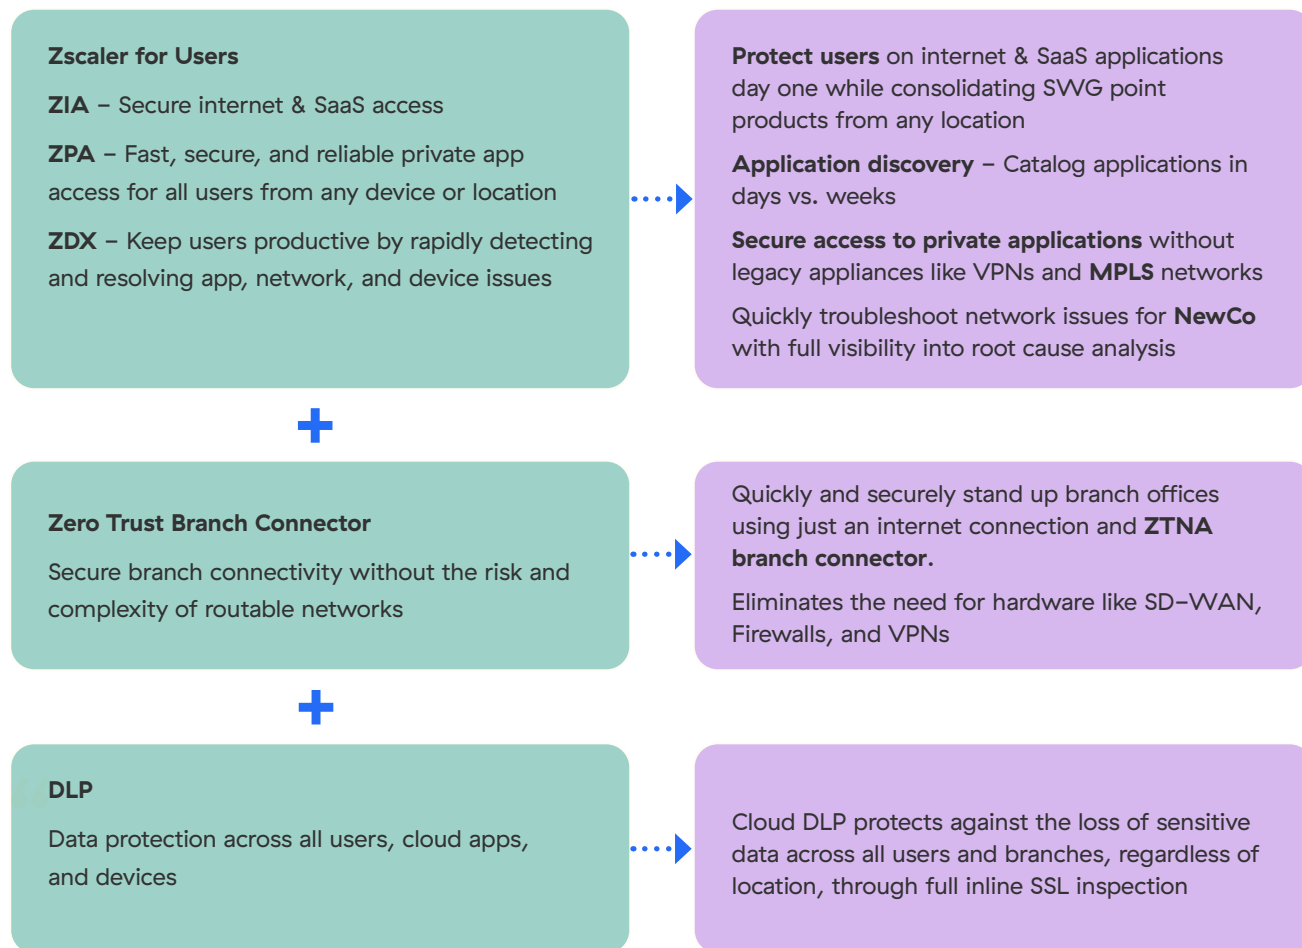 Zscaler for Users
ZIA – Secure internet & SaaS access
ZPA – Fast, secure, and reliable private app
access for all users from any device or location
ZDX – Keep users productive by rapidly detecting
and resolving app, network, and device issues
Protect users on internet & SaaS applications
day one while consolidating SWG point
products from any location
Application discovery – Catalog applications in
days vs. weeks
Secure access to private applications without
legacy appliances like VPNs and MPLS networks
Quickly troubleshoot network issues for NewCo
with full visibility into root cause analysis
+
Zero Trust Branch Connector
Secure branch connectivity without the risk and
complexity of routable networks
Quickly and securely stand up branch offices
using just an internet connection and ZTNA
branch connector.
Eliminates the need for hardware like SD-WAN,
Firewalls, and VPNs
+
DLP
Data protection across all users, cloud apps,
and devices
Cloud DLP protects against the loss of sensitive
data across all users and branches, regardless of
location, through full inline SSL inspection